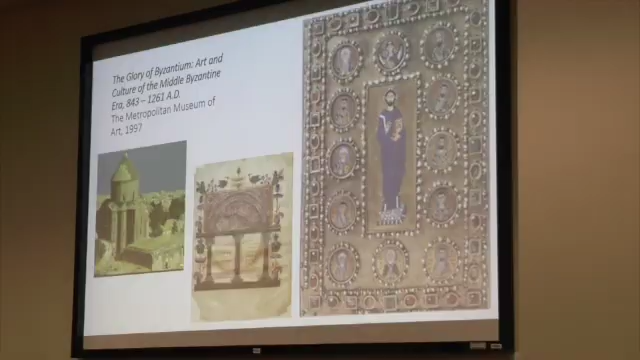 The Glory of Byzantium: Art and
Culture of the Middle Byzantine
Era, 843 – 1261 A.D.
The Metropolitan Museum of
Art, 1997